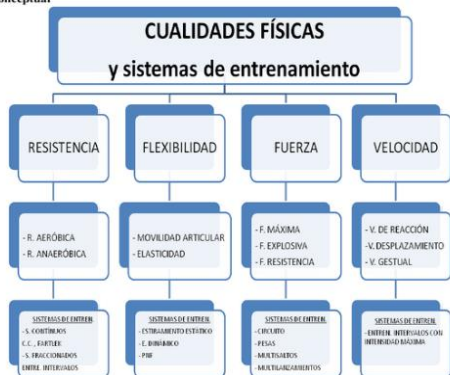 CUALIDADES FÍSICAS
y sistemas de entrenamiento
RESISTENCIA
FLEXIBILIDAD
FUERZA
VELOCIDAD
- R. AERÓBICA
- R. ANAERÓBICA
- MOVILIDAD ARTICULAR
- ELASTICIDAD
- F. MÁXIMA
- F. EXPLOSIVA
- F. RESISTENCIA
- V. DE REACCIÓN
-V. DESPLAZAMIENTO
- V. GESTUAL
SISTEMAS DE ENTREN.
- S. CONTÍNUOS
C.C., FARTLEK
- S. FRACCIONADOS
ENTRE. INTERVALOS
SISTEMAS DE ENTREN.
- ESTIRAMIENTO ESTÁTICO
- E. DINÁMICO
- PNF
SISTEMAS DE ENTREN.
- CIRCUITO
- PESAS
- MULTISALTOS
- MULTILANZAMIENTOS
SISTEMAS DE ENTREN.
- ENTREN. INTERVALOS CON
INTENSIDAD MÁXIMA